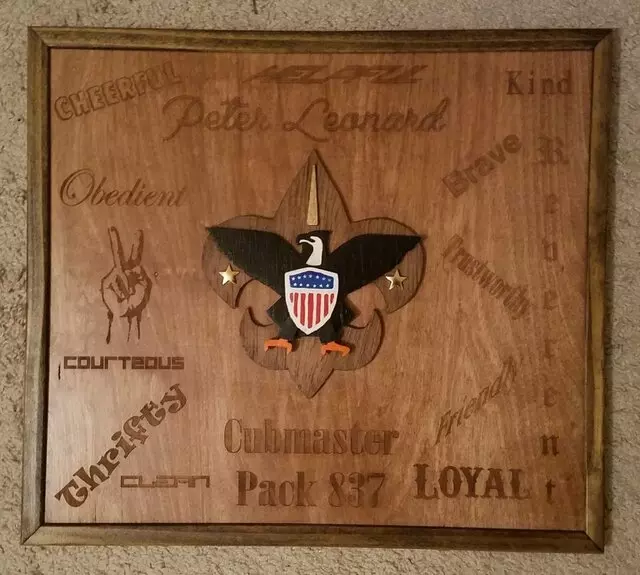 CHEERFUL
HELPFUL
Kind
Peter Leonard
Brave
Reverent
Obedient
Trustworthy
COURTEOUS
Friendly
Thrifty
Cubmaster
CLEAN
Pack 837
LOYAL